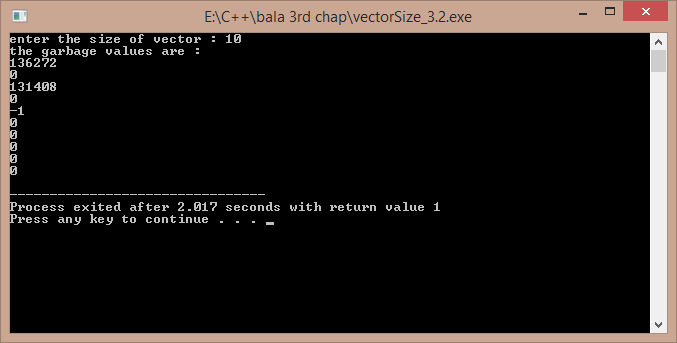 E:\C++\bala 3rd chap\vectorSize_3.2.exe
enter the size of vector : 10
the garbage values are :
136272
0
131408
0
-1
0
0
0
0
0
--------------------------------
Process exited after 2.017 seconds with return value 1
Press any key to continue . . . _